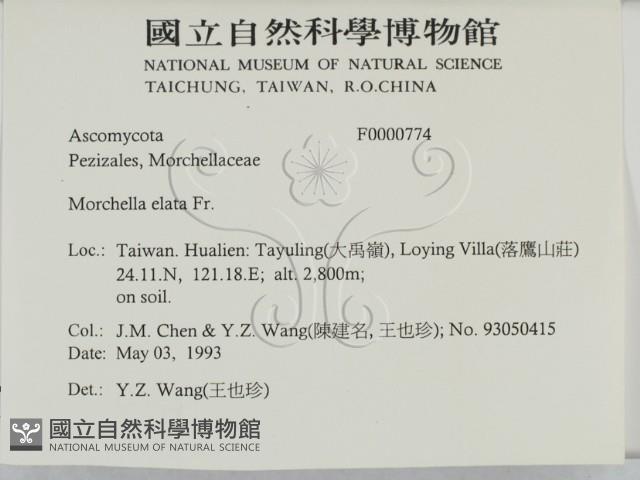 國立自然科學博物館
NATIONAL MUSEUM OF NATURAL SCIENCE
TAICHUNG, TAIWAN, R.O.CHINA
Ascomycota F0000774
Pezizales, Morchellaceae
Morchella elata Fr.
Loc.: Taiwan. Hualien: Tayuling(大禹嶺), Loying Villa(落鷹山莊)
24.11.N, 121.18.E; alt. 2,800m;
on soil.
Col.: J.M. Chen & Y.Z. Wang(陳建名, 王也珍); No. 93050415
Date: May 03, 1993
Det.: Y.Z. Wang(王也珍)
國立自然科學博物館
NATIONAL MUSEUM OF NATURAL SCIENCE